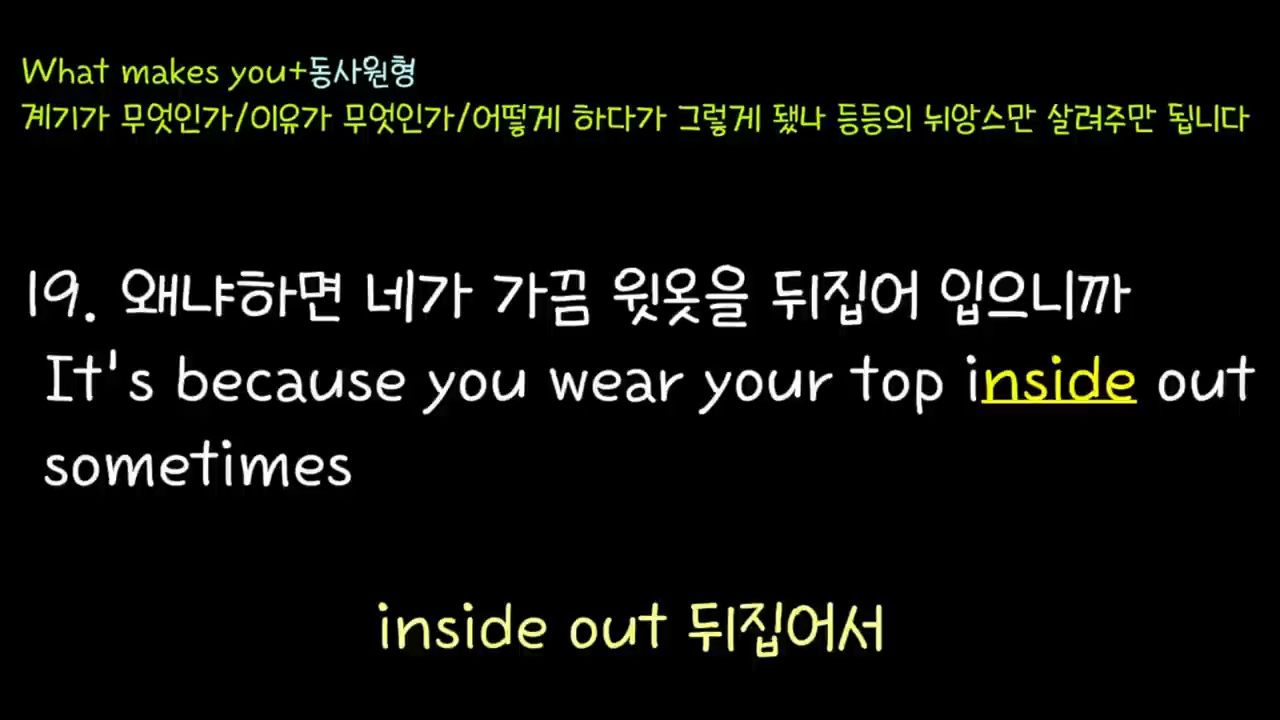 What makes you+동사원형
계기가 무엇인가/이유가 무엇인가/어떻게 하다가 그렇게 됐나 등등의 뉘앙스만 살려주만 됩니다
19. 왜냐하면 네가 가끔 윗옷을 뒤집어 입으니까
It's because you wear your top inside out
sometimes
inside out 뒤집어서